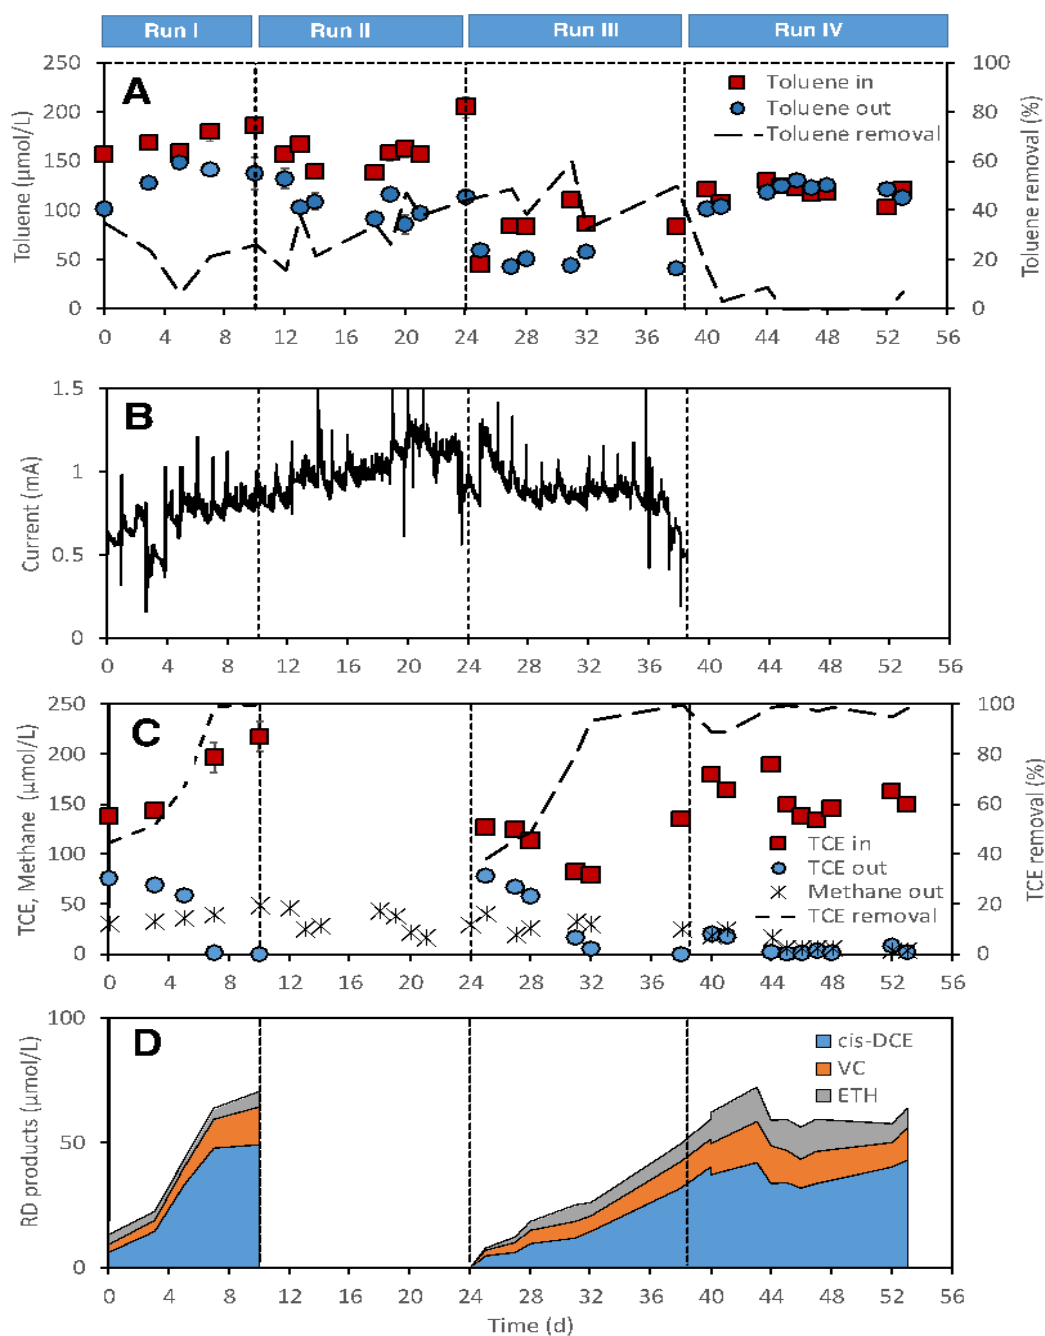 Run I Run II Run III Run IV
A
Toluene (µmol/L)
250
200
150
100
50
0
Toluene in
Toluene out
Toluene removal
100
80
60
40
20
0
Toluene removal (%)
0 4 8 12 16 20 24 28 32 36 40 44 48 52 56
B
Current (mA)
1.5
1
0.5
0
0 4 8 12 16 20 24 28 32 36 40 44 48 52 56
C
TCE, Methane (µmol/L)
250
200
150
100
50
0
TCE in
TCE out
Methane out
TCE removal
100
80
60
40
20
0
TCE removal (%)
0 4 8 12 16 20 24 28 32 36 40 44 48 52 56
D
RD products (µmol/L)
100
50
0
cis-DCE
VC
ETH
0 4 8 12 16 20 24 28 32 36 40 44 48 52 56
Time (d)